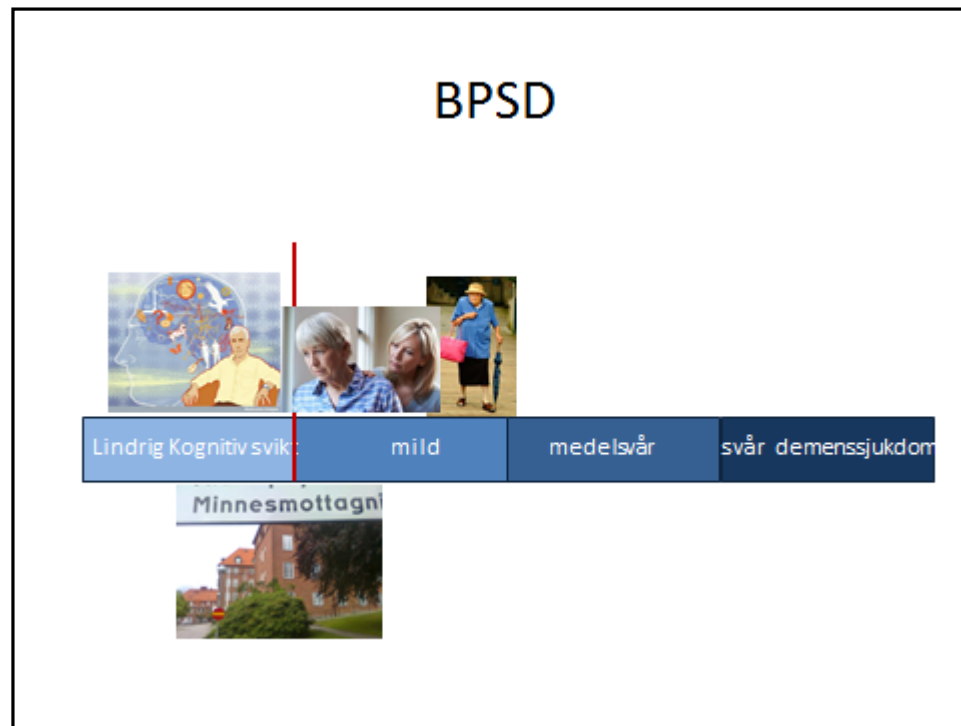 BPSD
Lindrig Kognitiv svikt
mild
medelsvår
svår demenssjukdom
Minnesmottagni